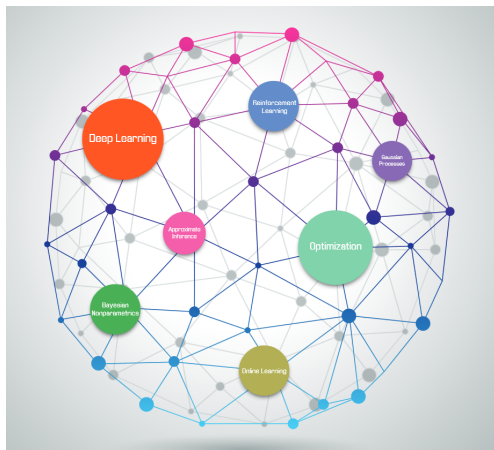 Reinforcement
Learning
Deep Learning
Gaussian
Processes
Approximate
Inference
Optimization
Bayesian
Nonparametrics
Online Learning